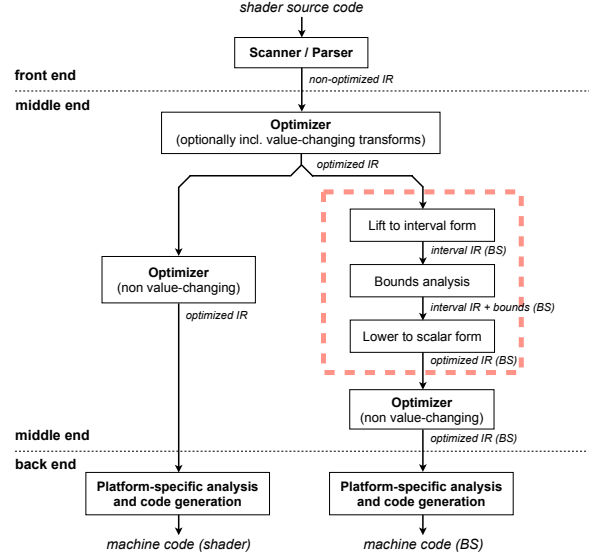 shader source code
Scanner / Parser
front end
non-optimized IR
middle end
Optimizer
(optionally incl. value-changing transforms)
optimized IR
Lift to interval form
interval IR (BS)
Optimizer
(non value-changing)
Bounds analysis
interval IR + bounds (BS)
optimized IR
Lower to scalar form
optimized IR (BS)
Optimizer
(non value-changing)
middle end
optimized IR (BS)
back end
Platform-specific analysis
and code generation
Platform-specific analysis
and code generation
machine code (shader)
machine code (BS)